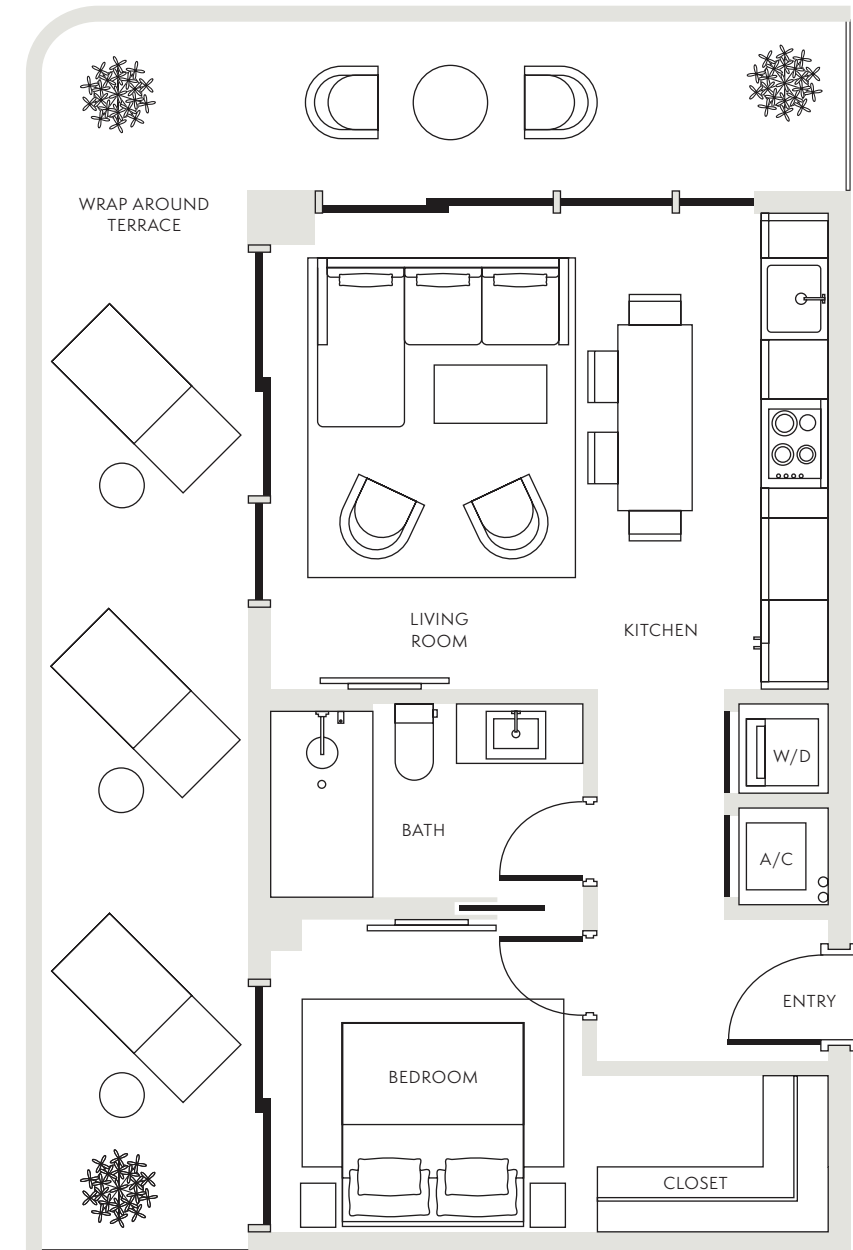 WRAP AROUND
TERRACE
LIVING
ROOM
KITCHEN
W/D
BATH
A/C
ENTRY
BEDROOM
CLOSET